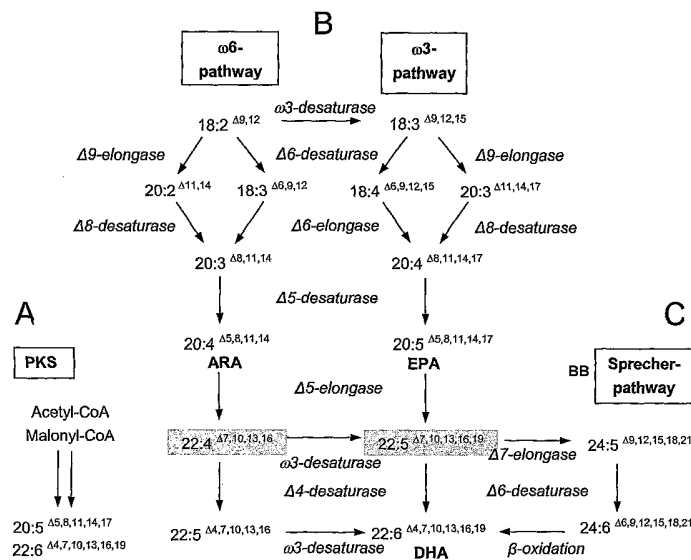 B
ω6-
pathway
ω3-
pathway
ω3-desaturase
18:2 Δ9,12
18:3 Δ9,12,15
Δ9-elongase
Δ6-desaturase
Δ9-elongase
20:2 Δ11,14
18:3 Δ6,9,12
18:4 Δ6,9,12,15
20:3 Δ11,14,17
Δ8-desaturase
Δ6-elongase
Δ8-desaturase
20:3 Δ8,11,14
20:4 Δ8,11,14,17
Δ5-desaturase
A
C
20:4 Δ5,8,11,14
ARA
20:5 Δ5,8,11,14,17
EPA
PKS
BB
Sprecher-
pathway
Δ5-elongase
Acetyl-CoA
Malonyl-CoA
22:4 Δ7,10,13,16
22:5 Δ7,10,13,16,19
24:5 Δ9,12,15,18,21
ω3-desaturase
Δ7-elongase
Δ4-desaturase
Δ6-desaturase
20:5 Δ5,8,11,14,17
22:6 Δ4,7,10,13,16,19
22:5 Δ4,7,10,13,16
22:6 Δ4,7,10,13,16,19
24:6 Δ6,9,12,15,18,21
ω3-desaturase
DHA
β-oxidation